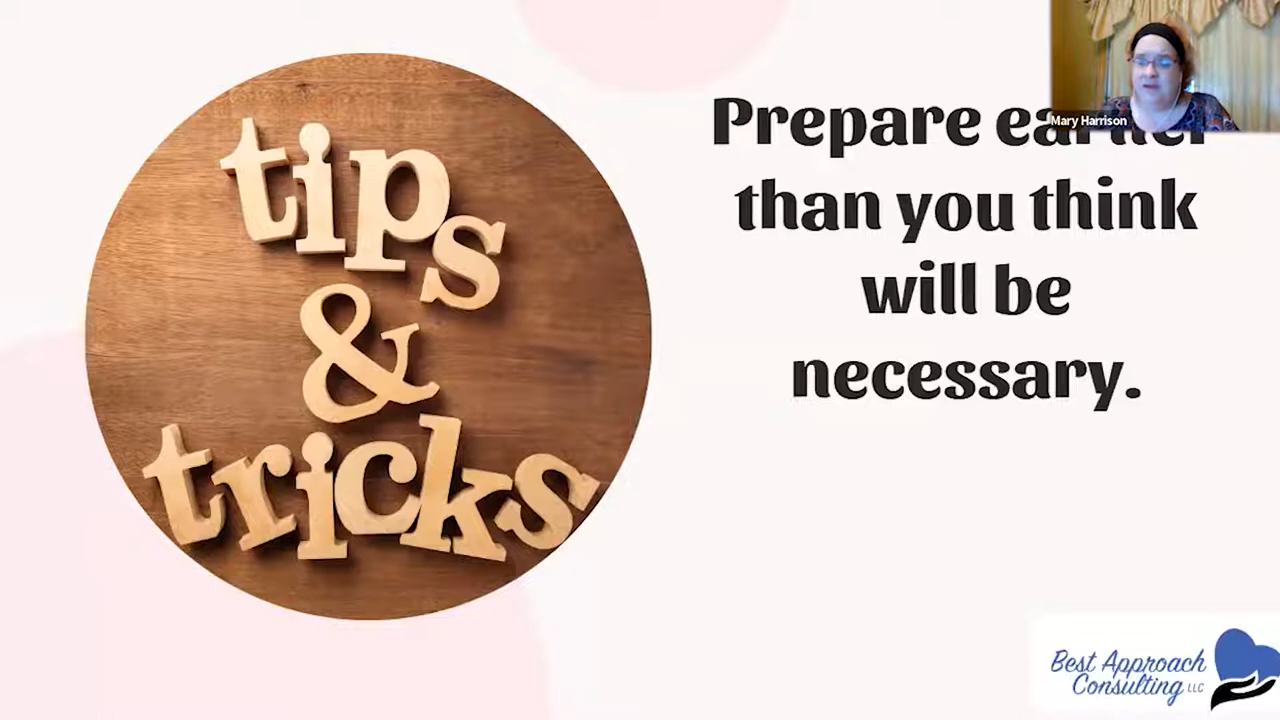 tips
&
tricks
Prepare
than you think
will be
necessary.
Mary Harrison
Best Approach
Consulting LLC